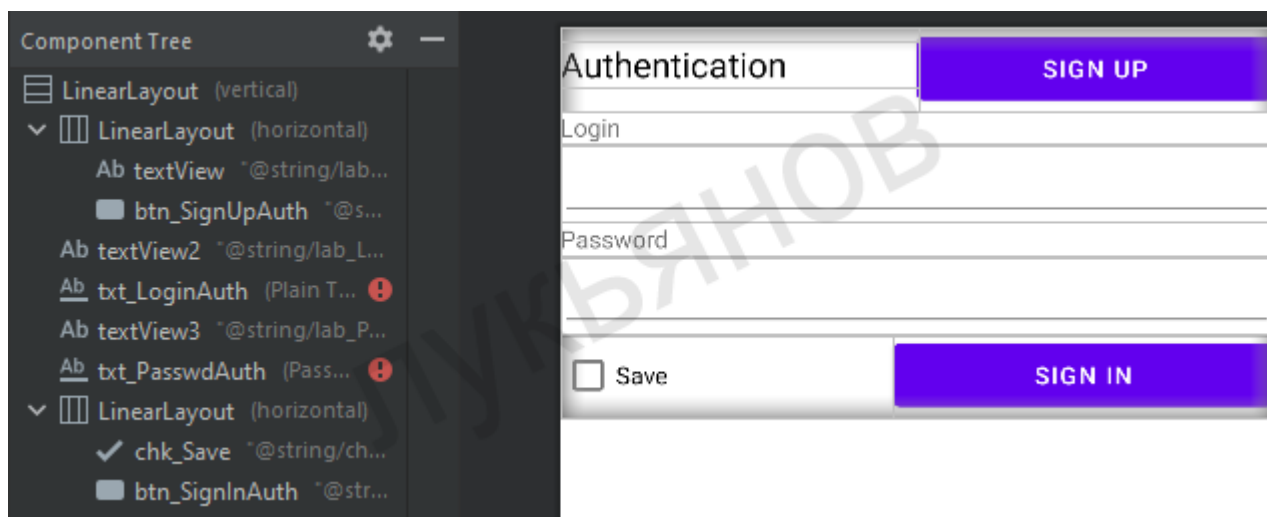 Component Tree
LinearLayout (vertical)
LinearLayout (horizontal)
Ab textView "@string/lab...
btn_SignUpAuth "@s...
Ab textView2 "@string/lab_L...
Ab txt_LoginAuth (Plain T...
Ab textView3 "@string/lab_P...
Ab txt_PasswdAuth (Pass...
LinearLayout (horizontal)
chk_Save "@string/ch...
btn_SignInAuth "@str...
Authentication
SIGN UP
Login
Password
Save
SIGN IN
ЛУКЬЯНОВ